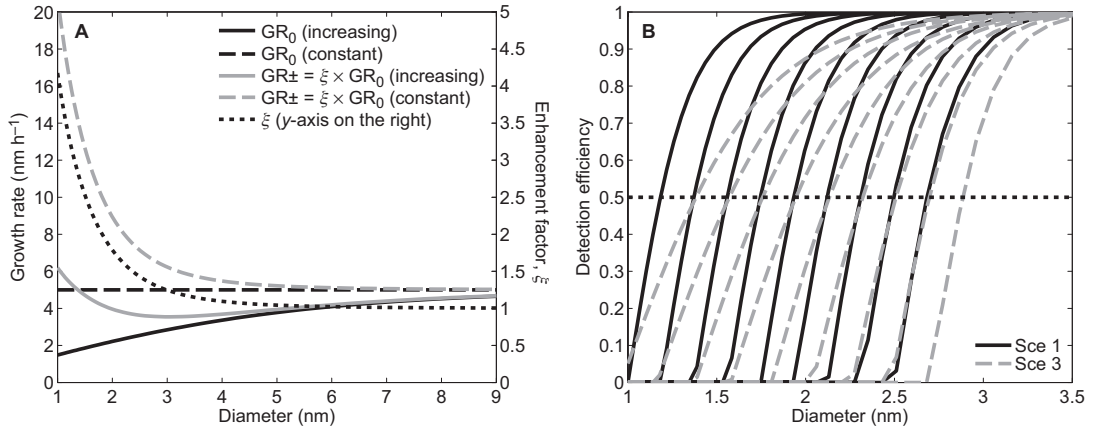 A
GR0 (increasing)
GR0 (constant)
GR± = ξ × GR0 (increasing)
GR± = ξ × GR0 (constant)
ξ (y-axis on the right)
Growth rate (nm h–1)
20
18
16
14
12
10
8
6
4
2
0
5
4.5
4
3.5
3
2.5
2
1.5
1
0.5
0
Enhancement factor, ξξ
1 2 3 4 5 6 7 8 9
Diameter (nm)
B
Detection efficiency
1
0.9
0.8
0.7
0.6
0.5
0.4
0.3
0.2
0.1
0
Sce 1
Sce 3
1 1.5 2 2.5 3 3.5
Diameter (nm)